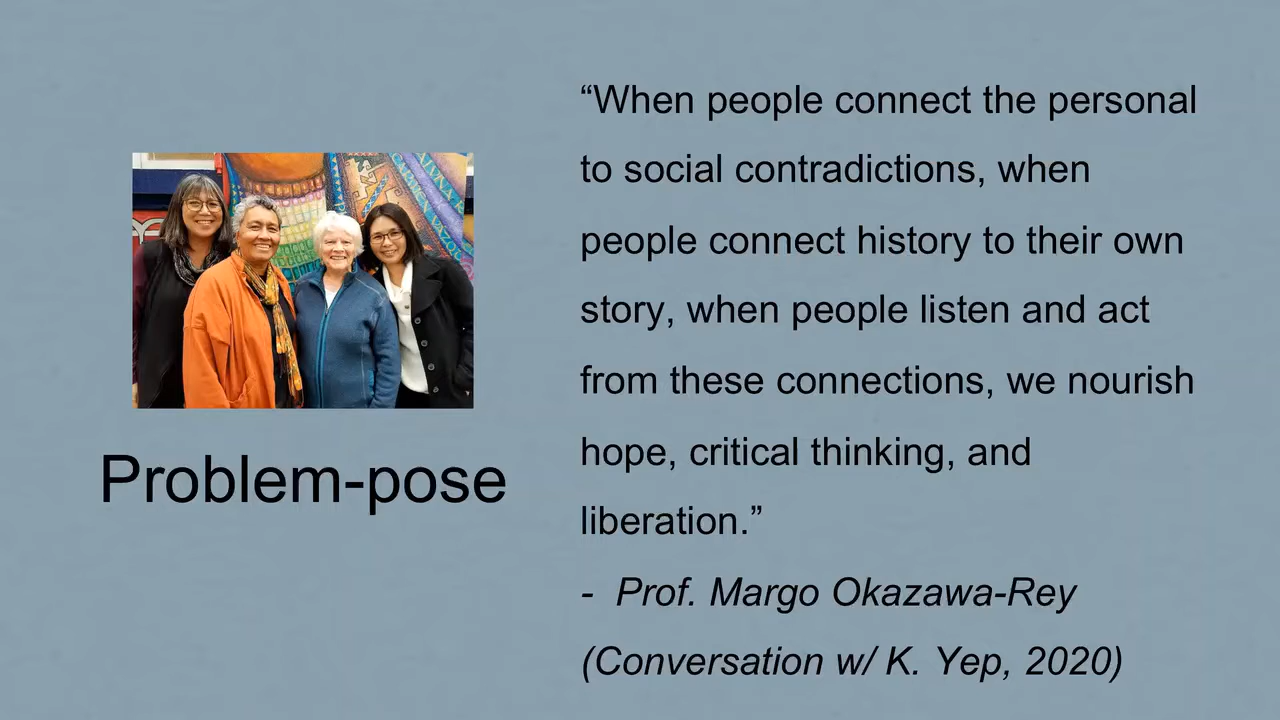 Problem-pose
“When people connect the personal
to social contradictions, when
people connect history to their own
story, when people listen and act
from these connections, we nourish
hope, critical thinking, and
liberation.”
- Prof. Margo Okazawa-Rey
(Conversation w/ K. Yep, 2020)